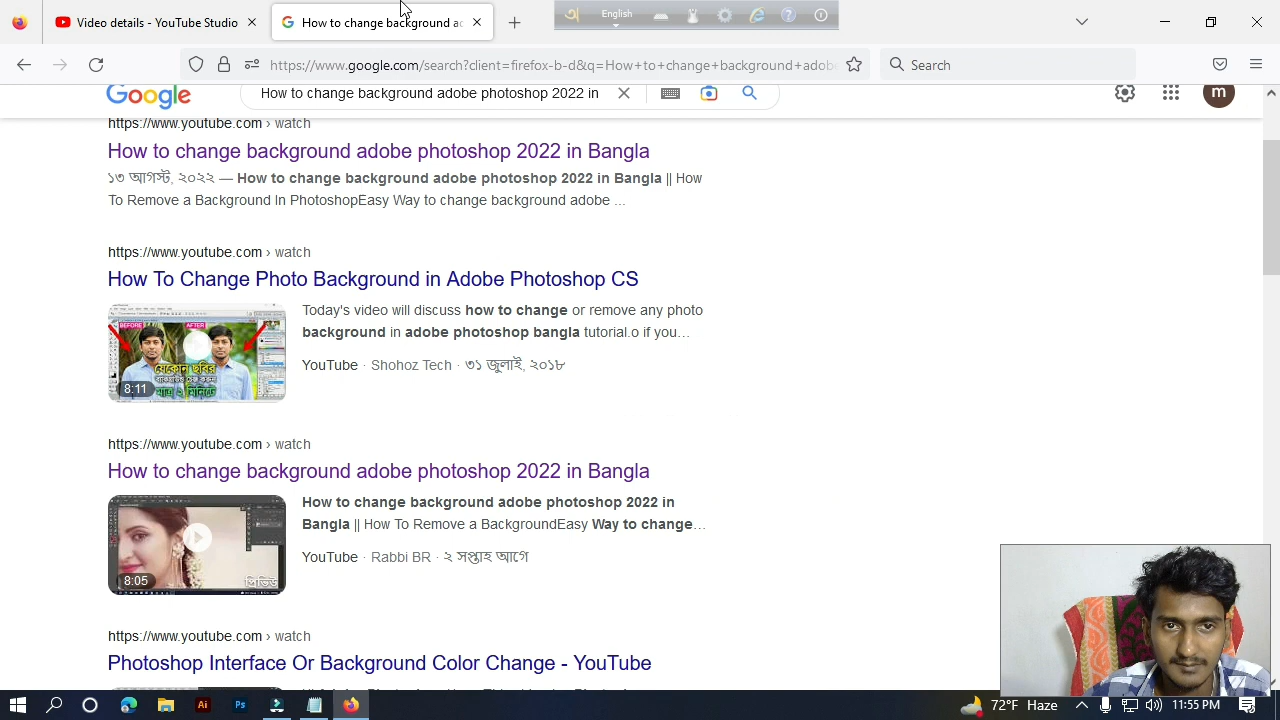 Video details - YouTube Studio
How to change background ac
English
https://www.google.com/search?client=firefox-b-d&q=How+to+change+background+adobe
Search
Google
How to change background adobe photoshop 2022 in
m
https://www.youtube.com › watch
How to change background adobe photoshop 2022 in Bangla
১৩ আগস্ট, ২০২২ — How to change background adobe photoshop 2022 in Bangla || How
To Remove a Background In PhotoshopEasy Way to change background adobe ...
https://www.youtube.com › watch
How To Change Photo Background in Adobe Photoshop CS
BEFORE
AFTER
যেকোন ছবির
মাত্র ২ মিনিটে
8:11
Today's video will discuss how to change or remove any photo
background in adobe photoshop bangla tutorial.o if you...
YouTube · Shohoz Tech · ৩১ জুলাই, ২০১৮
https://www.youtube.com › watch
How to change background adobe photoshop 2022 in Bangla
8:05
প্রিভিউ
How to change background adobe photoshop 2022 in
Bangla || How To Remove a BackgroundEasy Way to change...
YouTube · Rabbi BR · ২ সপ্তাহ আগে
https://www.youtube.com › watch
Photoshop Interface Or Background Color Change - YouTube
Ai
Ps
72°F Haze
11:55 PM